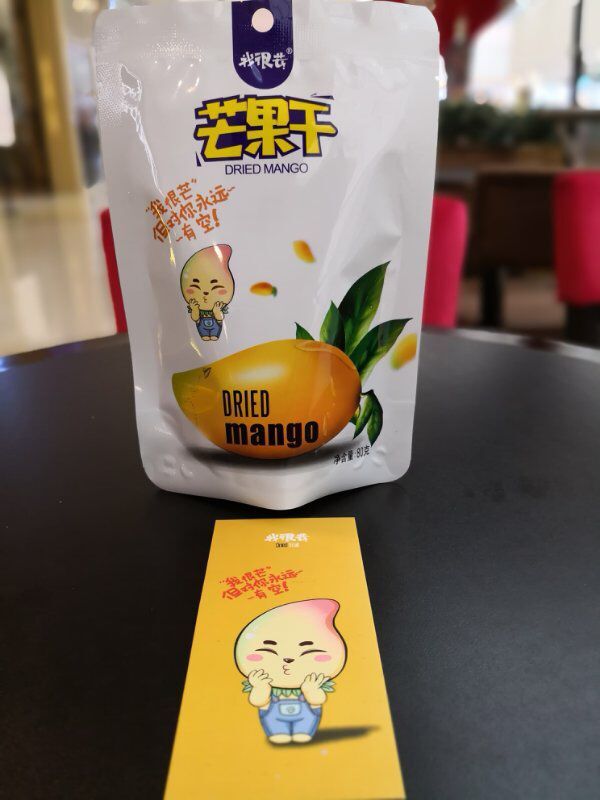 我很芒®
芒果干
DRIED MANGO
"我很芒"
但对你永远
有空!
DRIED
mango
净含量:80克
我很芒
"我很芒"
但对你永远
有空!